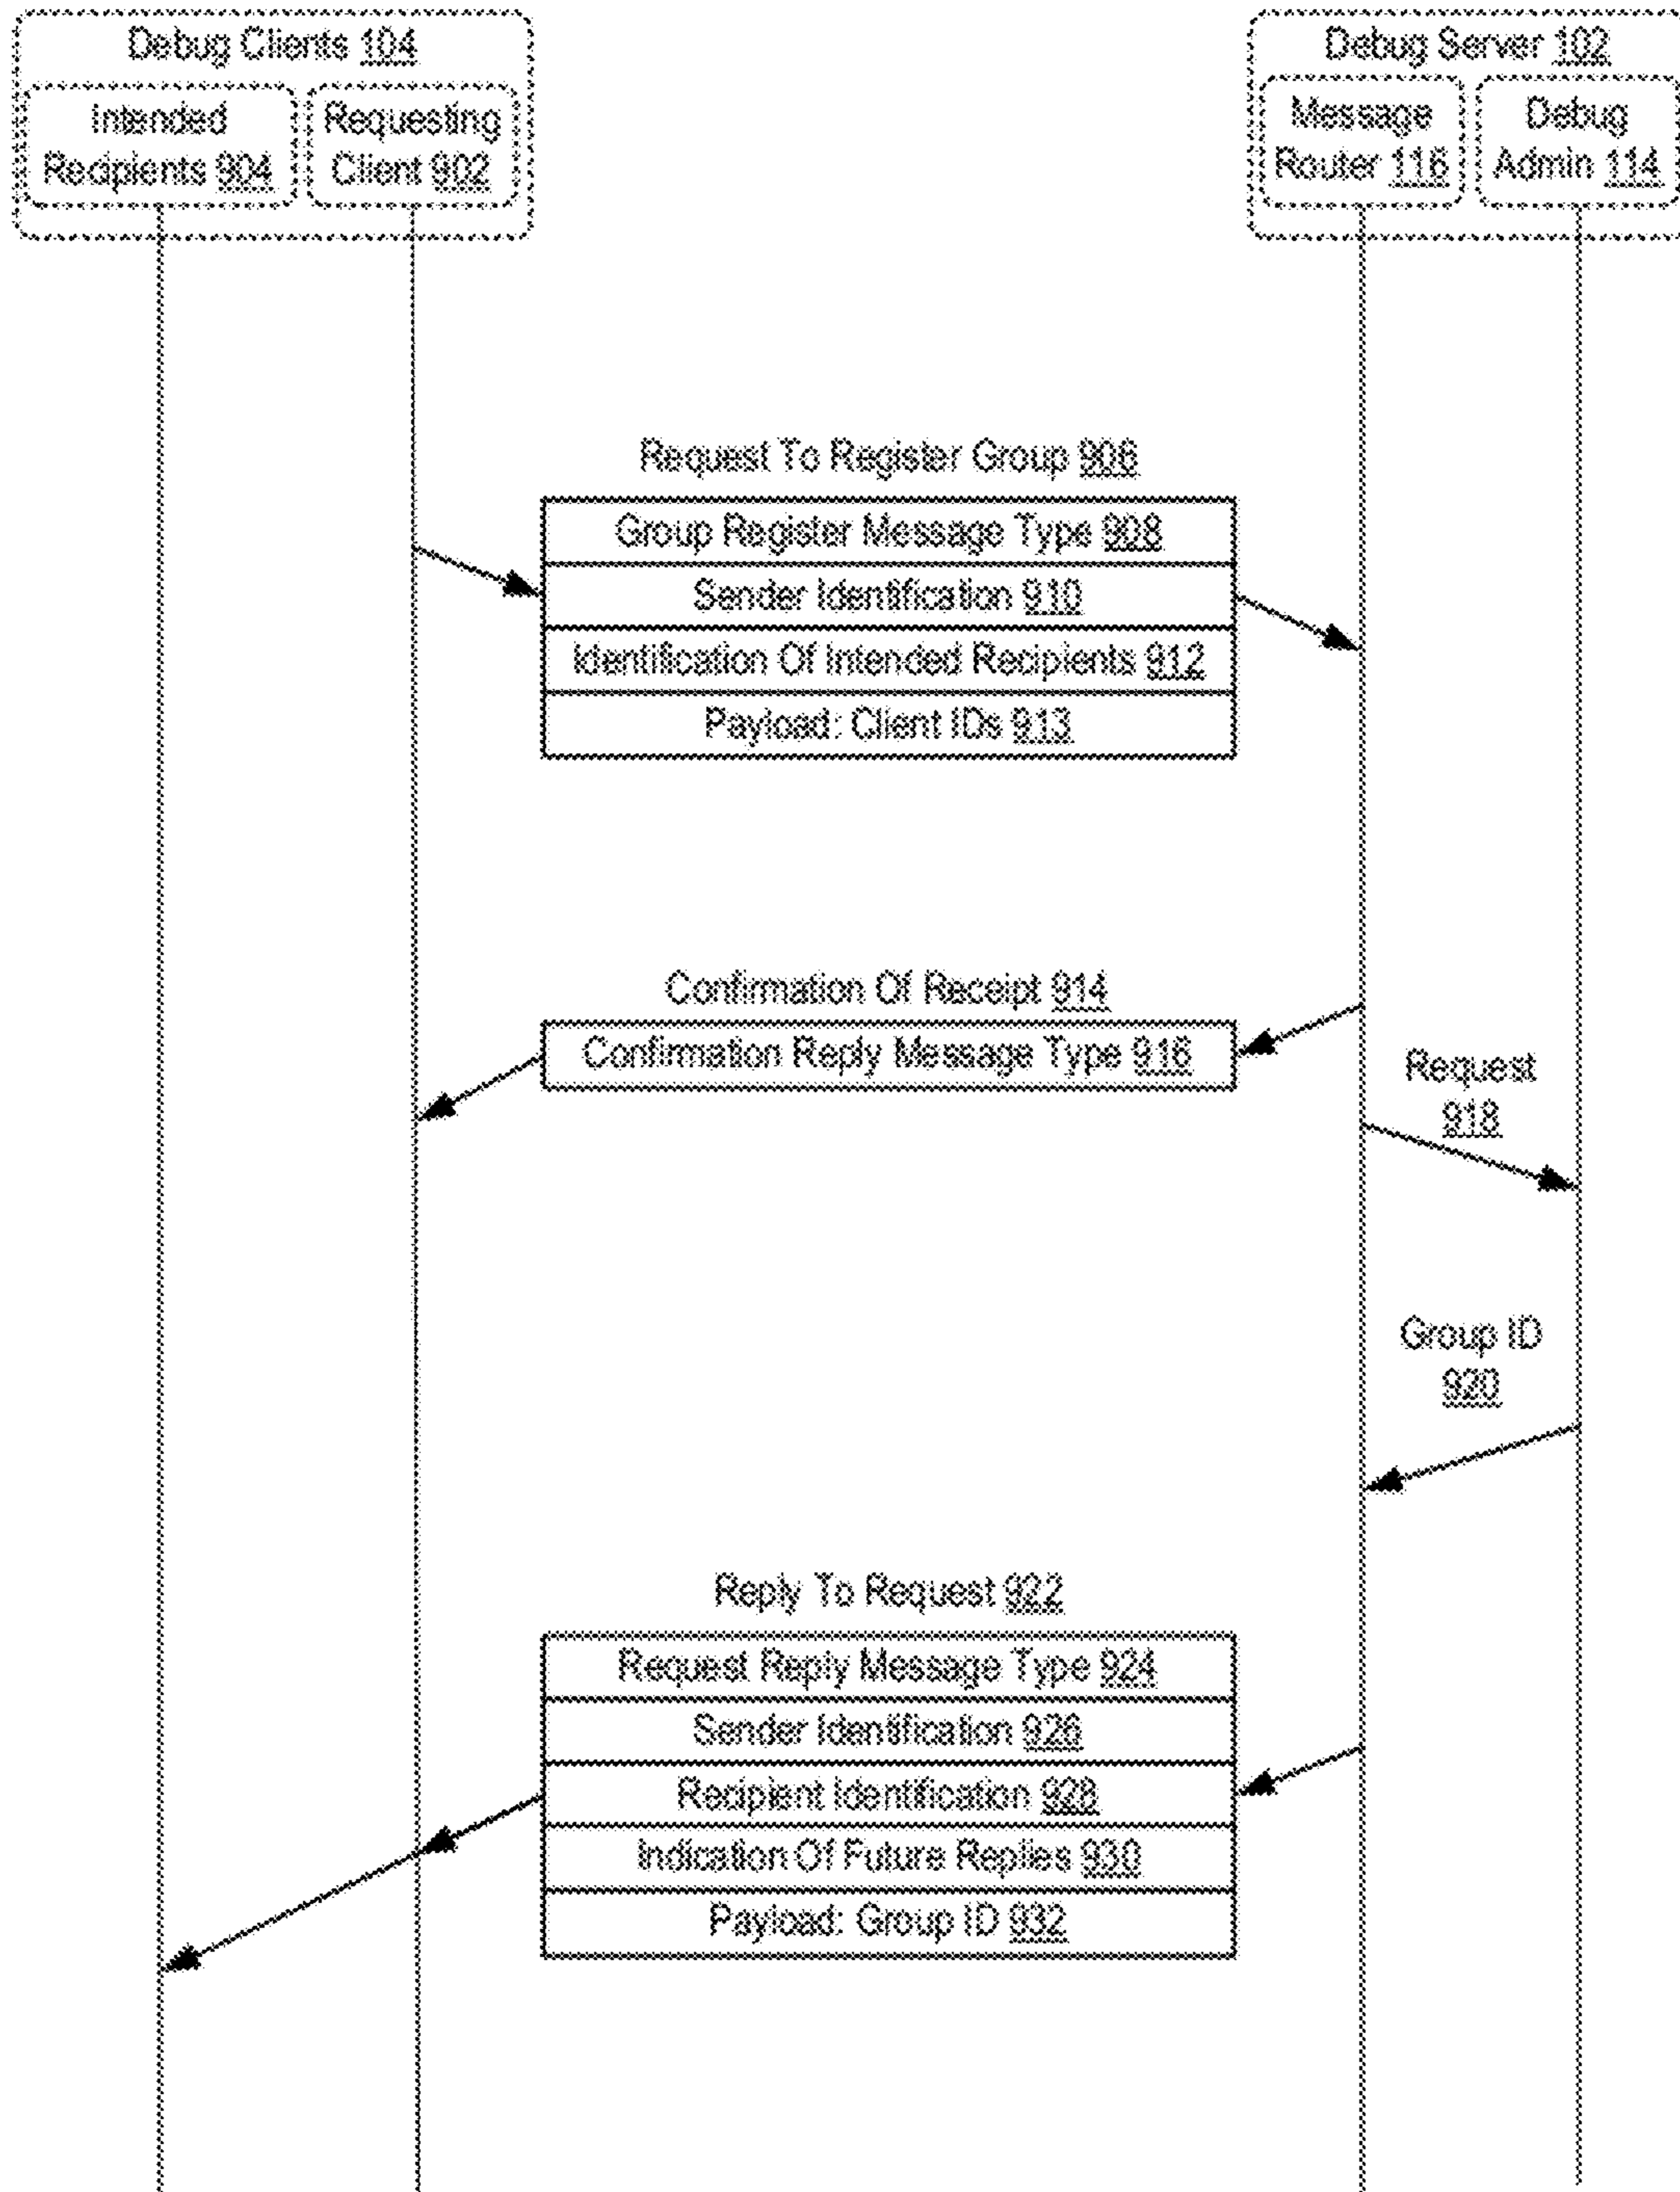 Debug Clients 104
Intended
Recipients 904
Requesting
Client 902
Debug Server 102
Message
Router 116
Debug
Admin 114
Request To Register Group 906
Group Register Message Type 908
Sender Identification 910
Identification Of Intended Recipients 912
Payload: Client IDs 913
Confirmation Of Receipt 914
Confirmation Reply Message Type 916
Request
918
Group ID
920
Reply To Request 922
Request Reply Message Type 924
Sender Identification 926
Recipient Identification 928
Indication Of Future Replies 930
Payload: Group ID 932